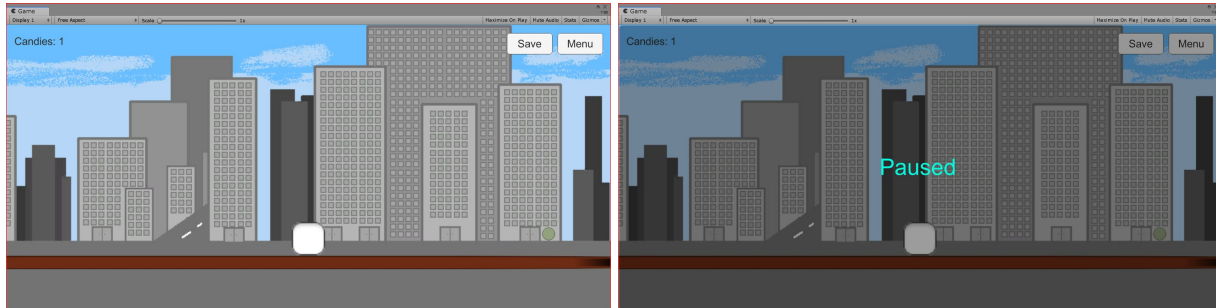 Game
Display 1 Free Aspect Scale 1x Maximize On Play Mute Audio Stats Gizmos
Candies: 1 Save Menu
Game
Display 1 Free Aspect Scale 1x Maximize On Play Mute Audio Stats Gizmos
Candies: 1 Save Menu
Paused